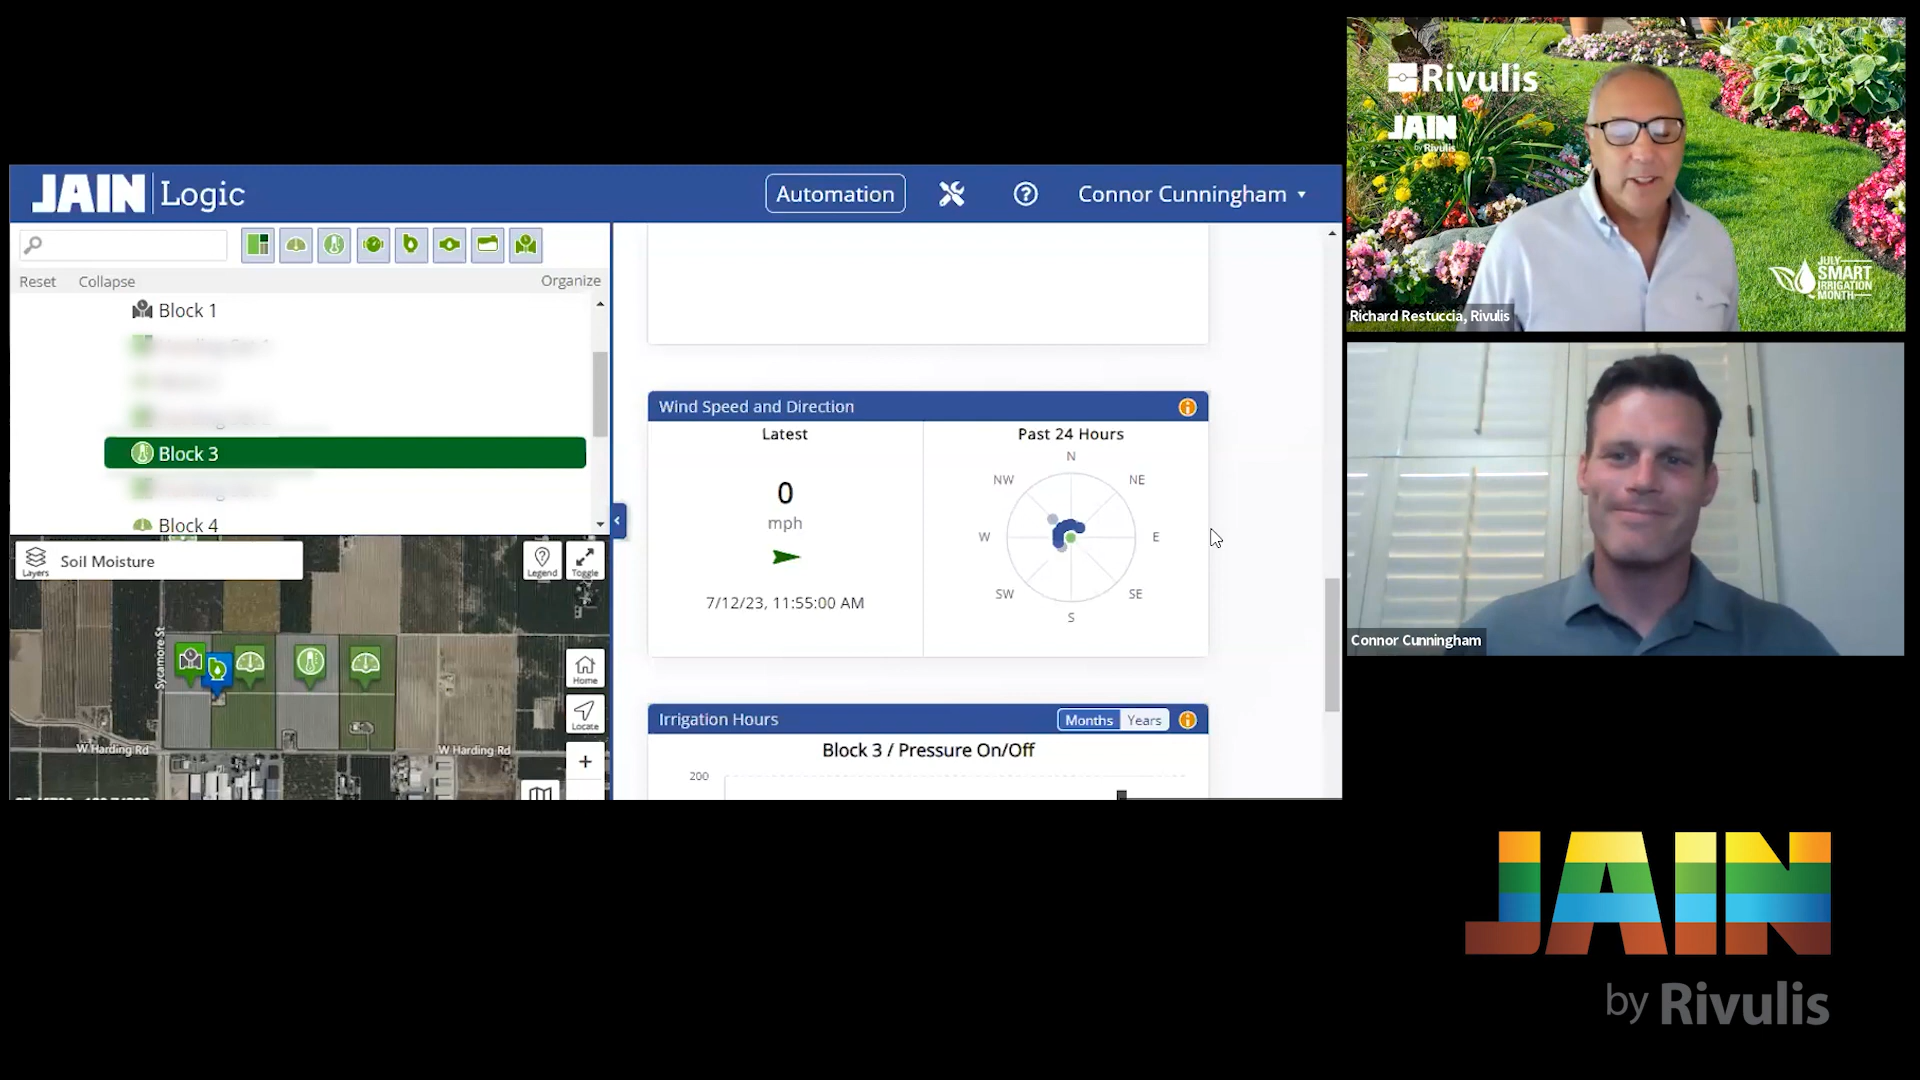 JAIN Logic
Automation
Connor Cunningham
Reset
Collapse
Organize
Block 1
Block 3
Block 4
Layers
Soil Moisture
Legend
Toggle
Sycamore St
Home
Locate
W Harding Rd
W Harding Rd
+
Wind Speed and Direction
Latest
0
mph
7/12/23, 11:55:00 AM
Past 24 Hours
N
NW
NE
W
E
SW
SE
S
Irrigation Hours
Months
Years
Block 3 / Pressure On/Off
200
Rivulis
JAIN
by Rivulis
JULY
SMART
IRRIGATION
MONTH
Richard Restuccia, Rivulis
Connor Cunningham
JAIN
by Rivulis